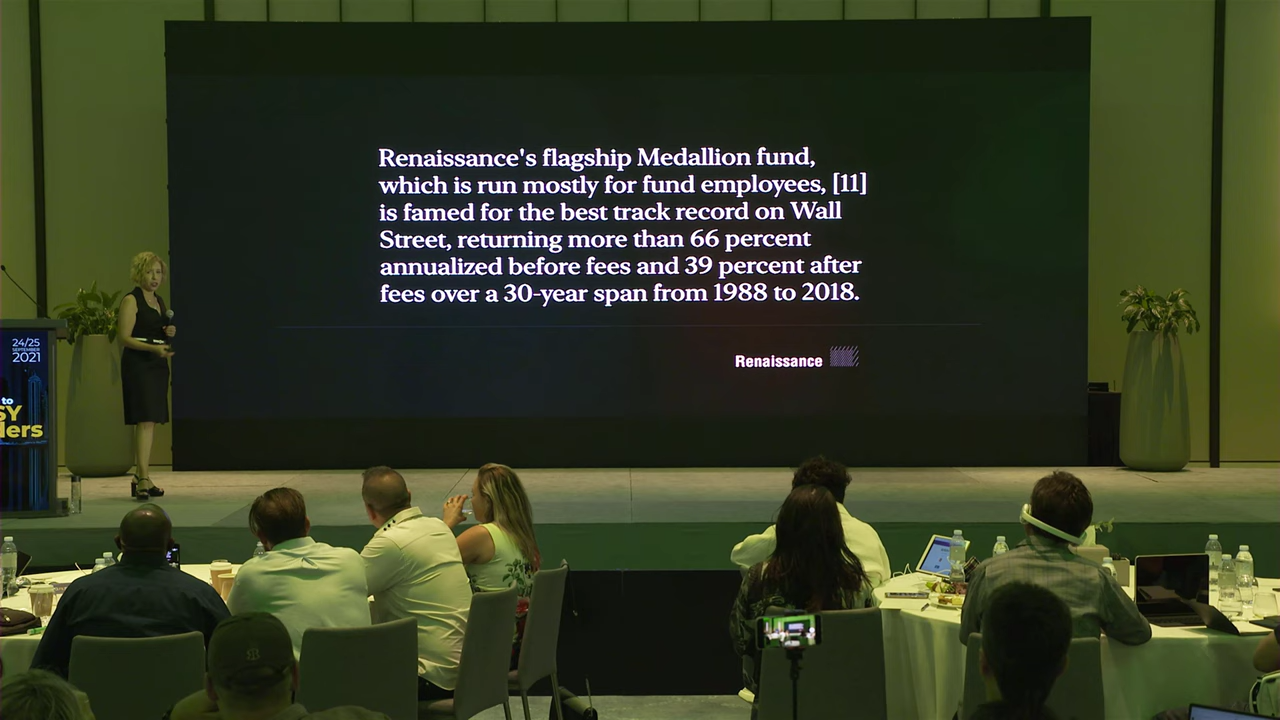 Renaissance's flagship Medallion fund,
which is run mostly for fund employees, [11]
is famed for the best track record on Wall
Street, returning more than 66 percent
annualized before fees and 39 percent after
fees over a 30-year span from 1988 to 2018.
Renaissance
24/25
SEPTEMBER
2021
to